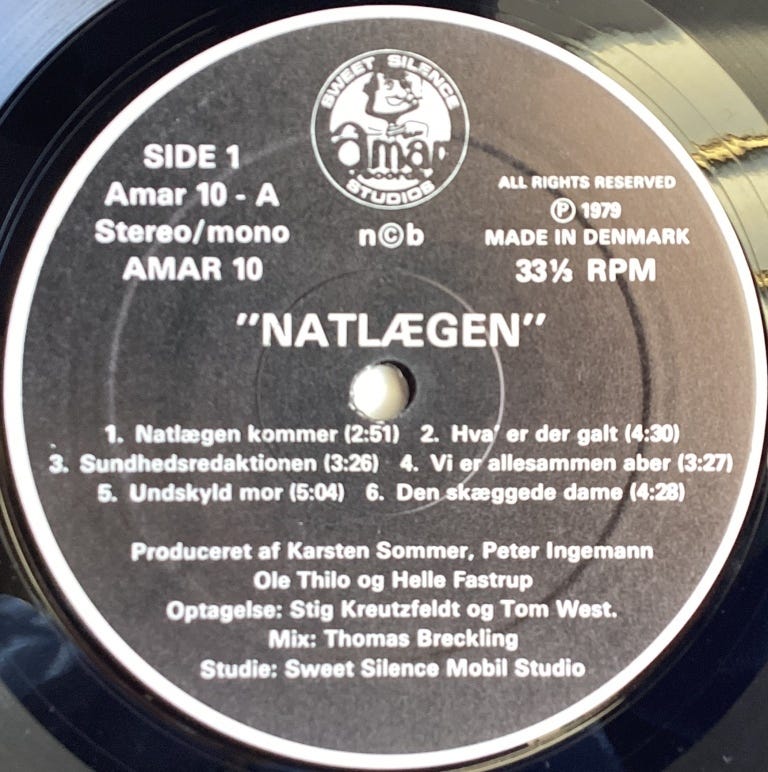 SWEET SILENCE
âmar
STUDIOS
SIDE 1
Amar 10 - A
Stereo/mono
AMAR 10
n©b
ALL RIGHTS RESERVED
Ⓟ 1979
MADE IN DENMARK
33⅓ RPM
"NATLÆGEN"
1. Natlægen kommer (2:51) 2. Hva' er der galt (4:30)
3. Sundhedsredaktionen (3:26) 4. Vi er allesammen aber (3:27)
5. Undskyld mor (5:04) 6. Den skæggede dame (4:28)
Produceret af Karsten Sommer, Peter Ingemann
Ole Thilo og Helle Fastrup
Optagelse: Stig Kreutzfeldt og Tom West.
Mix: Thomas Breckling
Studie: Sweet Silence Mobil Studio